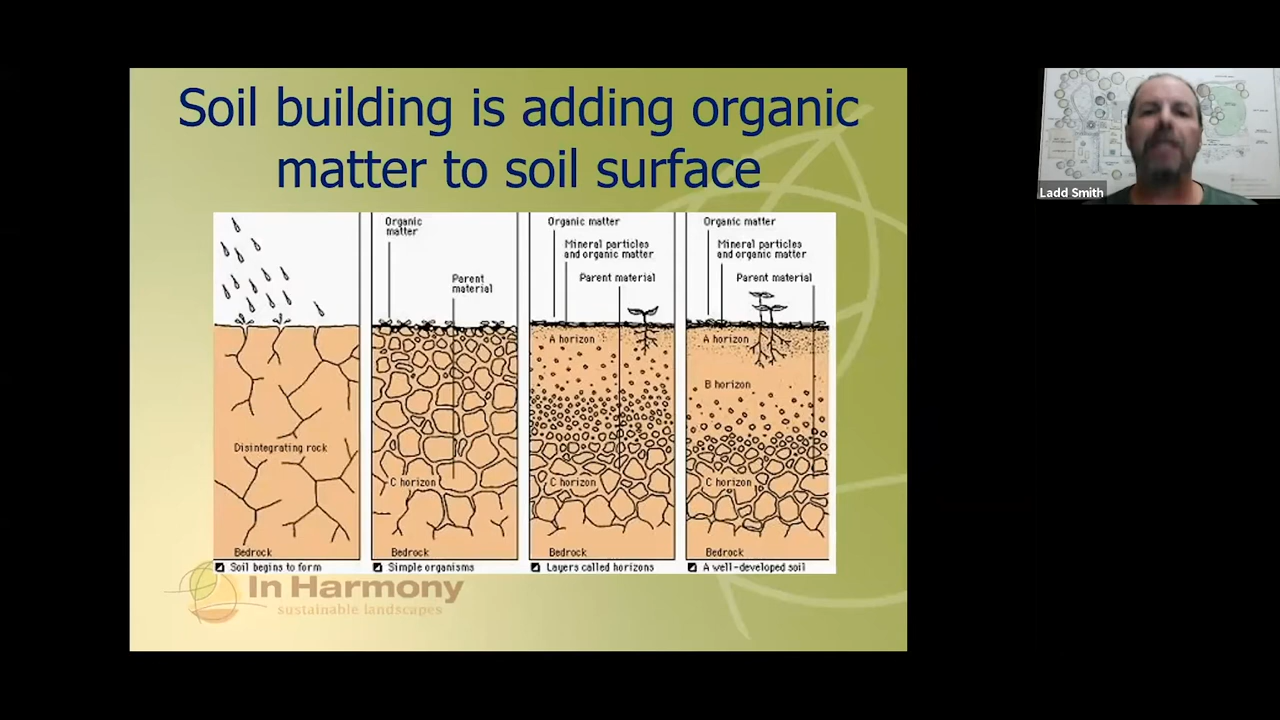 Soil building is adding organic
matter to soil surface
Organic
matter
Parent
material
Disintegrating rock
C horizon
Bedrock
Bedrock
Organic matter
Mineral particles
and organic matter
Parent material
A horizon
C horizon
Bedrock
Organic matter
Mineral particles
and organic matter
Parent material
A horizon
B horizon
C horizon
Bedrock
Soil begins to form
Simple organisms
Layers called horizons
A well-developed soil
In Harmony
sustainable landscapes
Ladd Smith